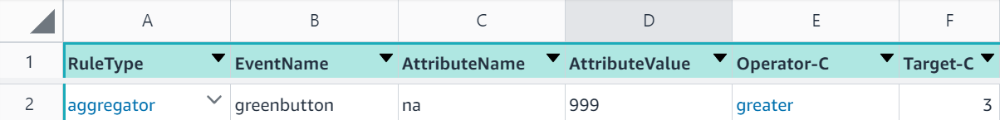 A B C D E F
1 RuleType EventName AttributeName AttributeValue Operator-C Target-C
2 aggregator greenbutton na 999 greater 3